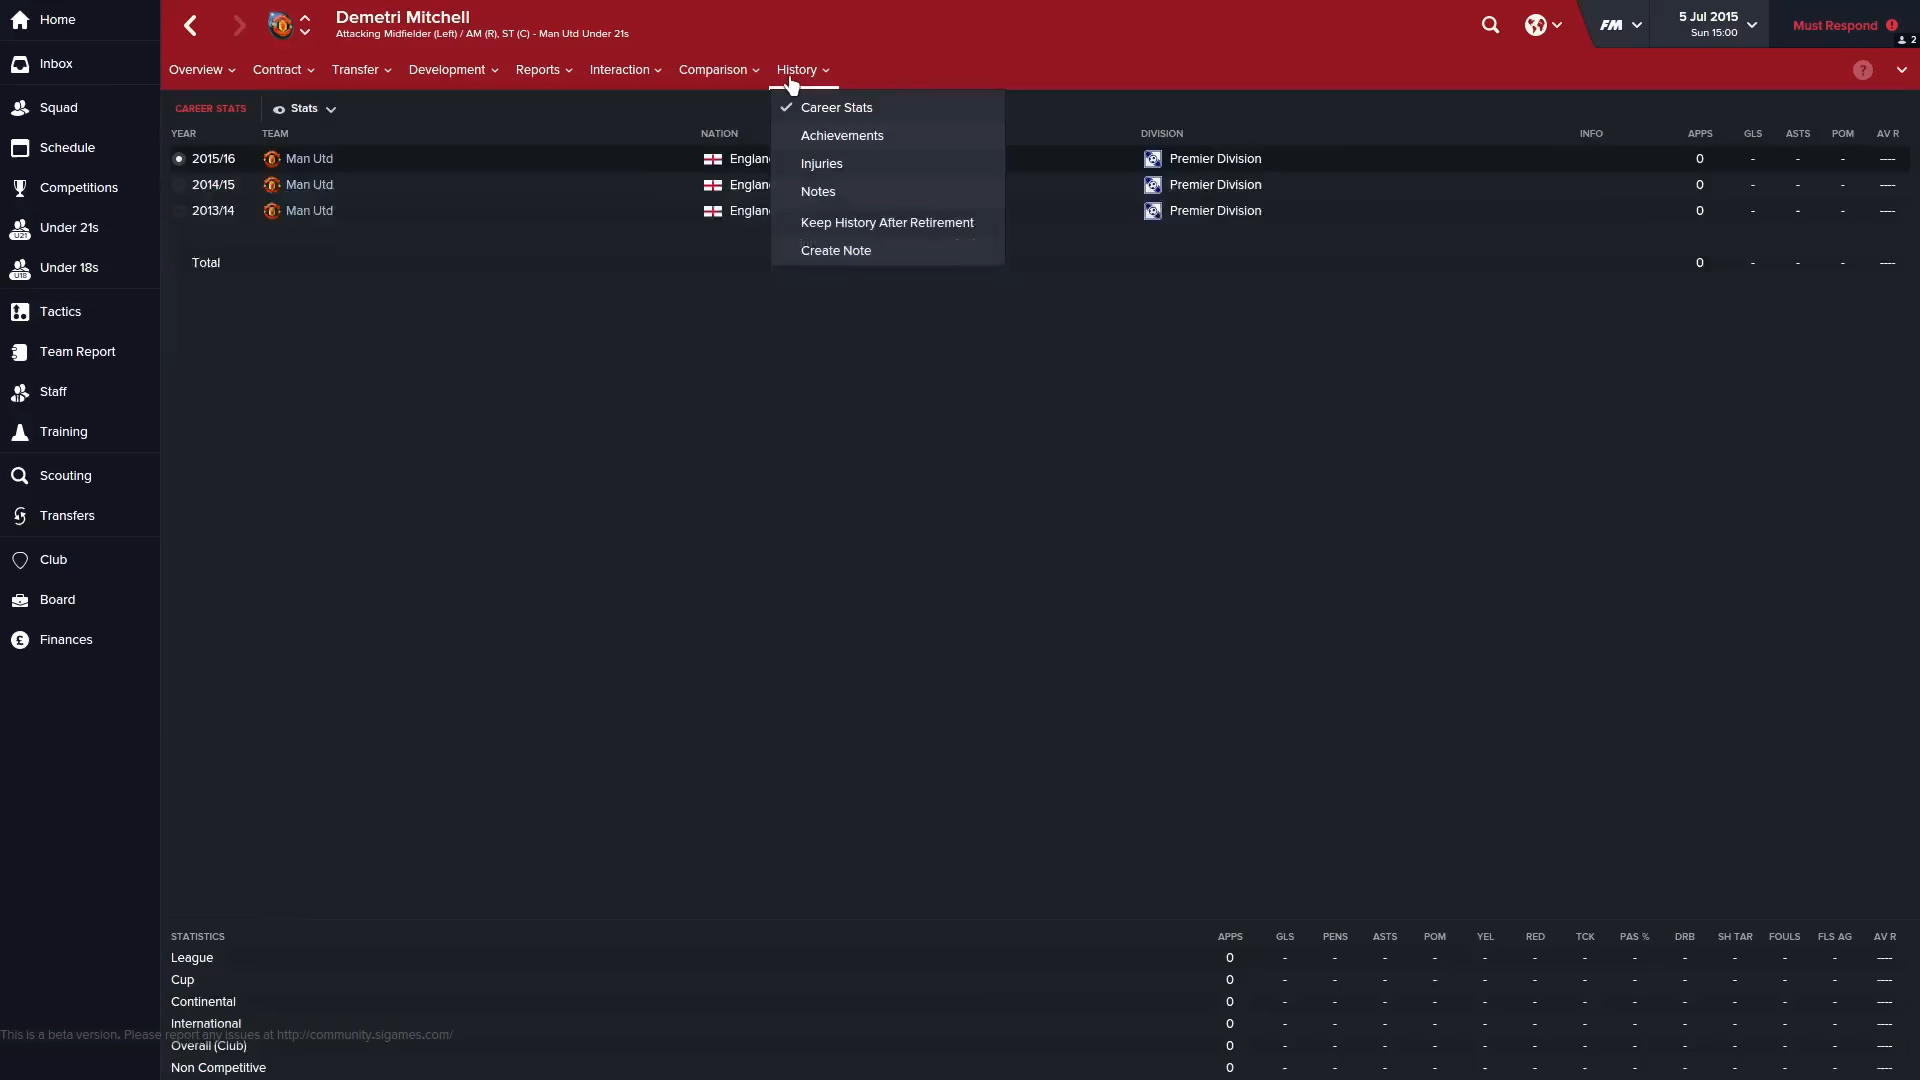 Home
Inbox
Squad
Schedule
Competitions
Under 21s
Under 18s
Tactics
Team Report
Staff
Training
Scouting
Transfers
Club
Board
Finances
Demetri Mitchell
Attacking Midfielder (Left) / AM (R), ST (C) - Man Utd Under 21s
FM
5 Jul 2015
Sun 15:00
Must Respond
2
Overview Contract Transfer Development Reports Interaction Comparison History
?
CAREER STATS Stats
Career Stats
Achievements
Injuries
Notes
Keep History After Retirement
Create Note
YEAR TEAM NATION DIVISION INFO APPS GLS ASTS POM AV R
2015/16 Man Utd Englan Premier Division 0 - - - ---
2014/15 Man Utd Englan Premier Division 0 - - - ---
2013/14 Man Utd Englan Premier Division 0 - - - ---
Total 0 - - - ---
STATISTICS APPS GLS PENS ASTS POM YEL RED TCK PAS % DRB SH TAR FOULS FLS AG AV R
League 0 - - - - - - - - - - - - ---
Cup 0 - - - - - - - - - - - - ---
Continental 0 - - - - - - - - - - - - ---
International 0 - - - - - - - - - - - - ---
This is a beta version. Please report any issues at http://community.sigames.com/
Overall (Club) 0 - - - - - - - - - - - - ---
Non Competitive 0 - - - - - - - - - - - - ---